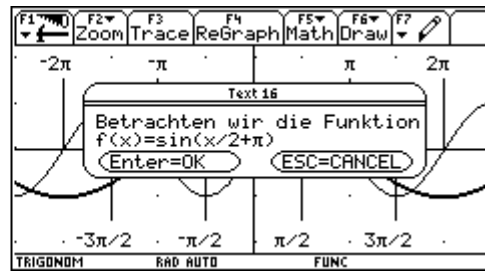 F1 F2 F3 F4 F5 F6 F7
Zoom Trace ReGraph Math Draw
-2π -π π 2π
Text 16
Betrachten wir die Funktion
f(x)=sin(x/2+π)
Enter=OK ESC=CANCEL
-3π/2 -π/2 π/2 3π/2
TRIGONOM RAD AUTO FUNC